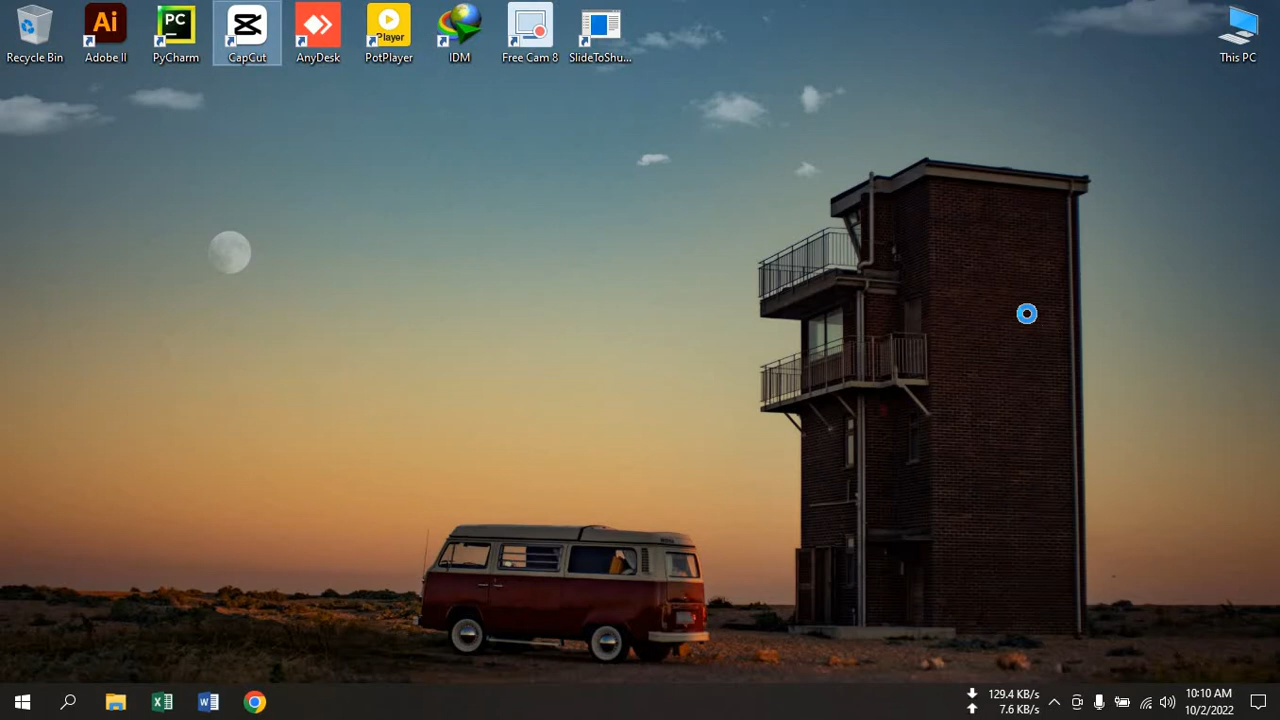 Recycle Bin
Ai
Adobe II
PC
PyCharm
CapCut
AnyDesk
Player
PotPlayer
IDM
Free Cam 8
SlideToShu...
This PC
129.4 KB/s
7.6 KB/s
10:10 AM
10/2/2022